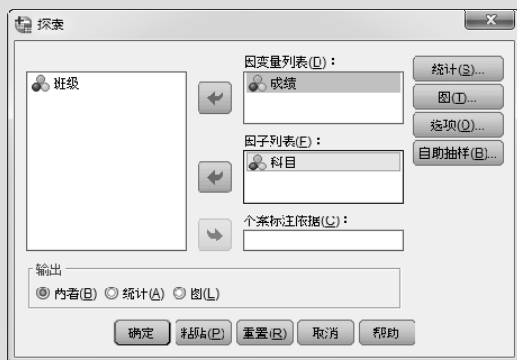 探索
班级
因变量列表(D)：
成绩
因子列表(F)：
科目
个案标注依据(C)：
统计(S)...
图(T)...
选项(O)...
自助抽样(B)...
输出
两者(B) 统计(A) 图(L)
确定 粘贴(P) 重置(R) 取消 帮助